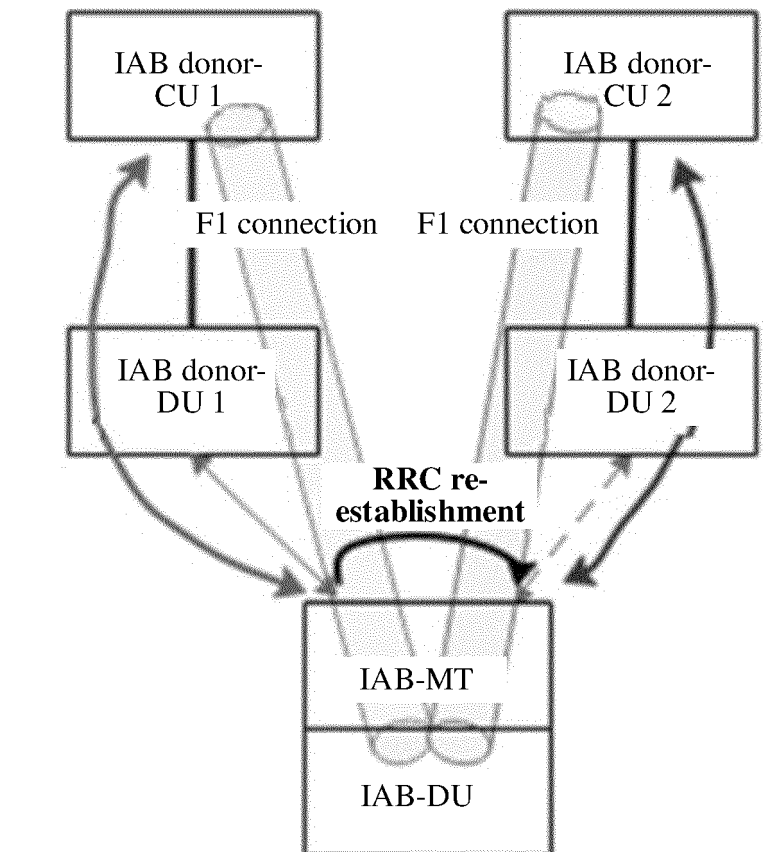 IAB donor-
CU 1
IAB donor-
CU 2
F1 connection
F1 connection
IAB donor-
DU 1
IAB donor-
DU 2
RRC re-
establishment
IAB-MT
IAB-DU